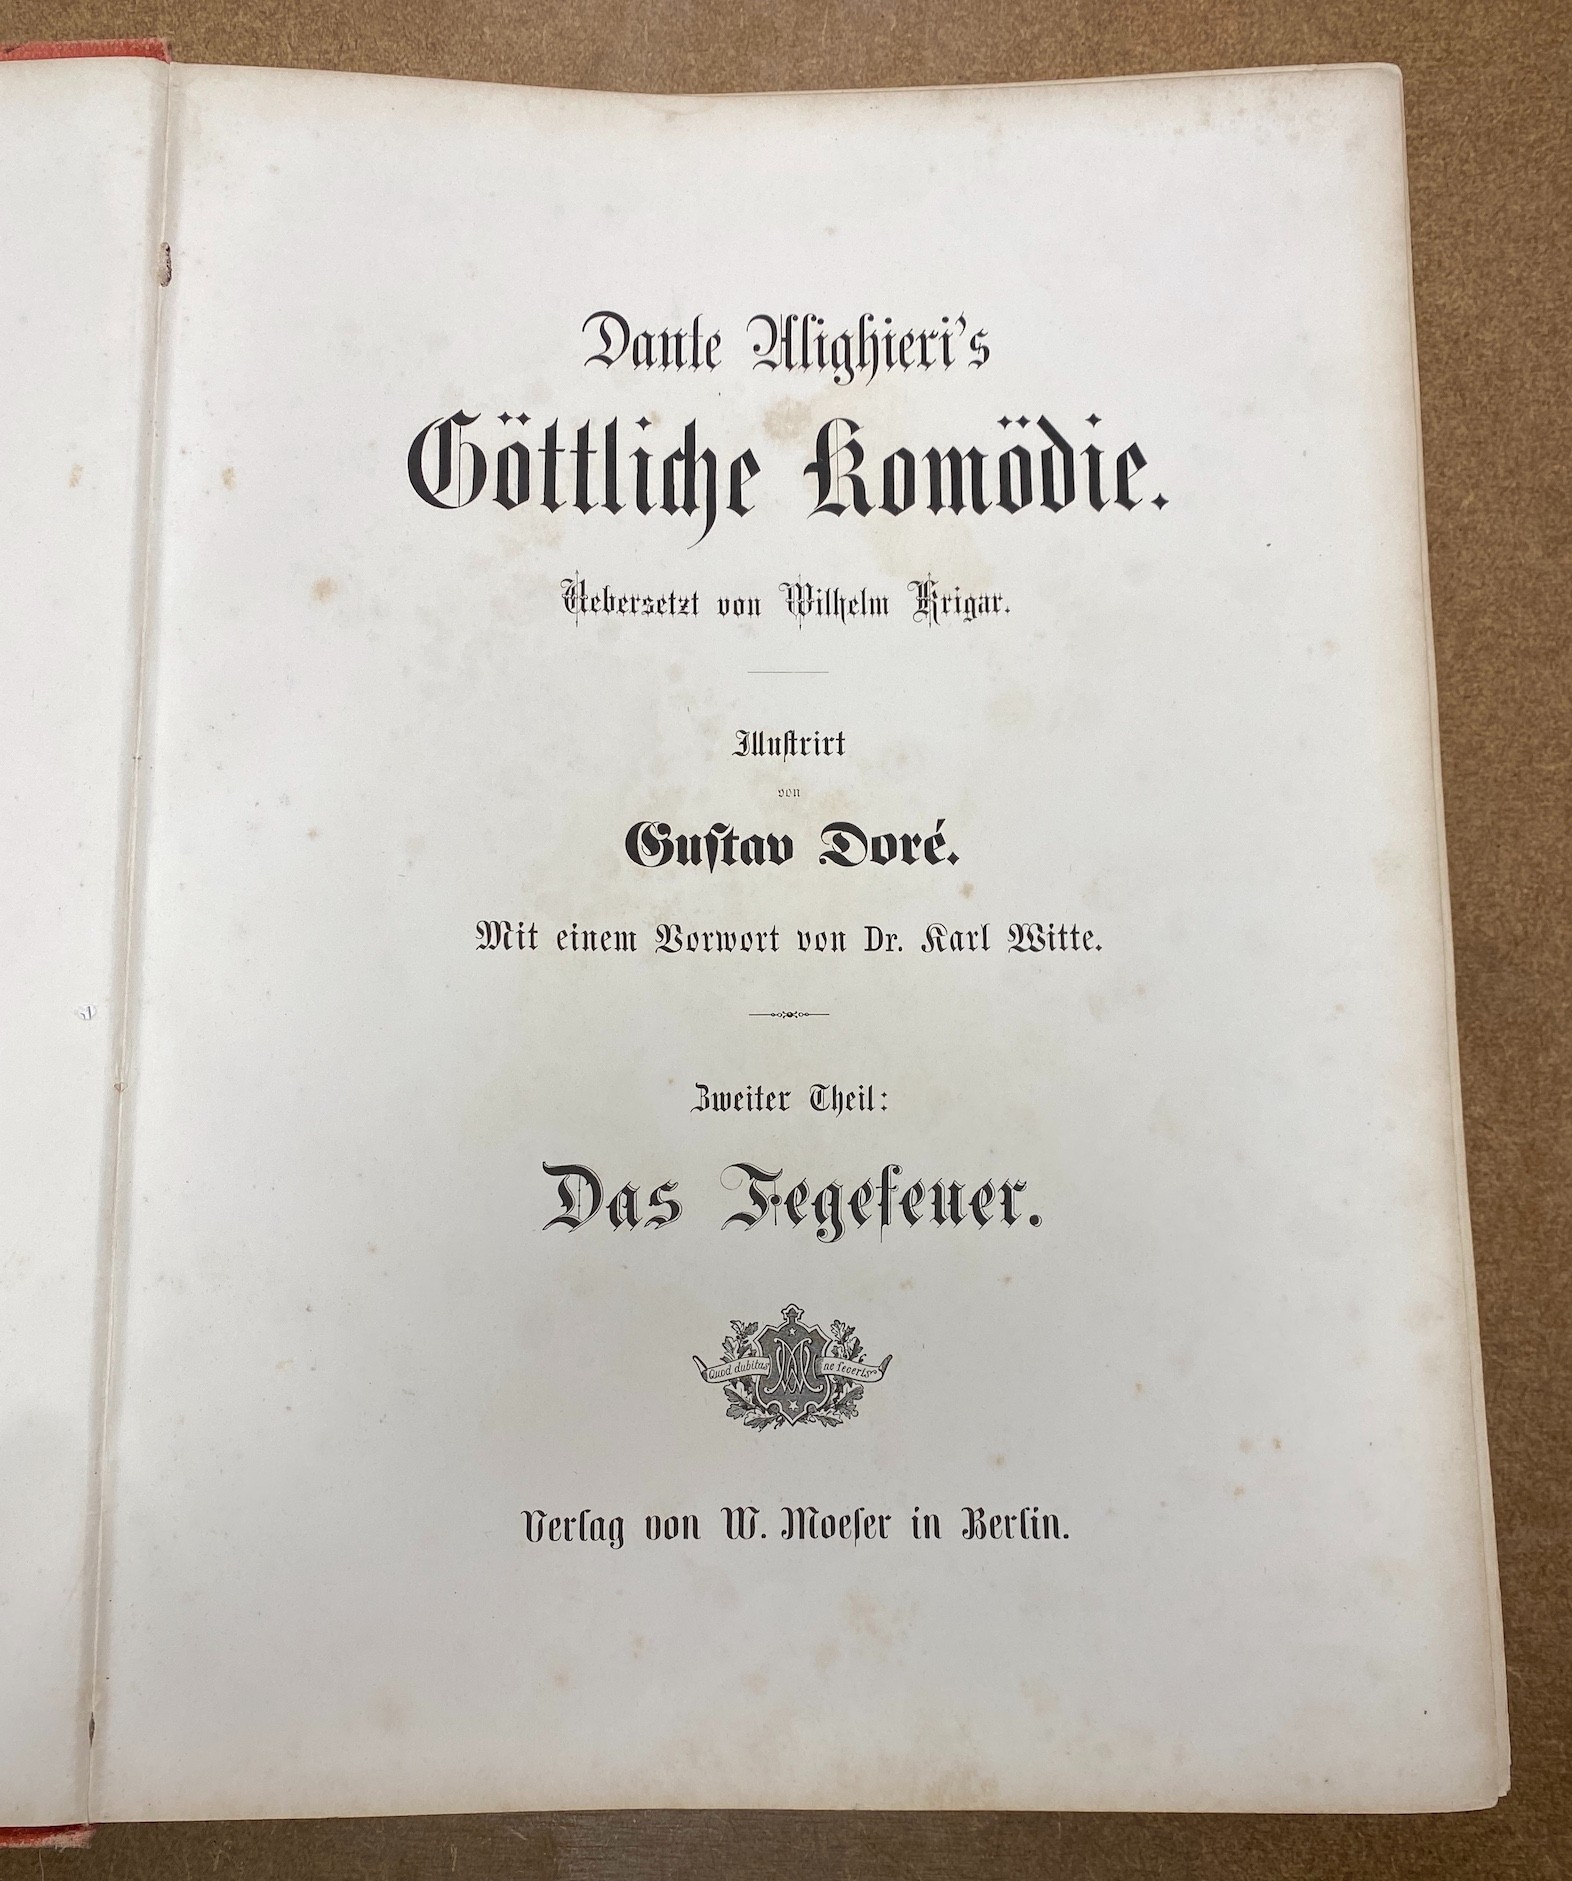 Dante Alighieri's
Göttliche Komödie.
Uebersetzt von Wilhelm Krigar.
Illustrirt
von
Gustav Doré.
Mit einem Vorwort von Dr. Karl Witte.
Zweiter Theil:
Das Fegefeuer.
Quod dubitas ne feceris
Verlag von W. Moeser in Berlin.